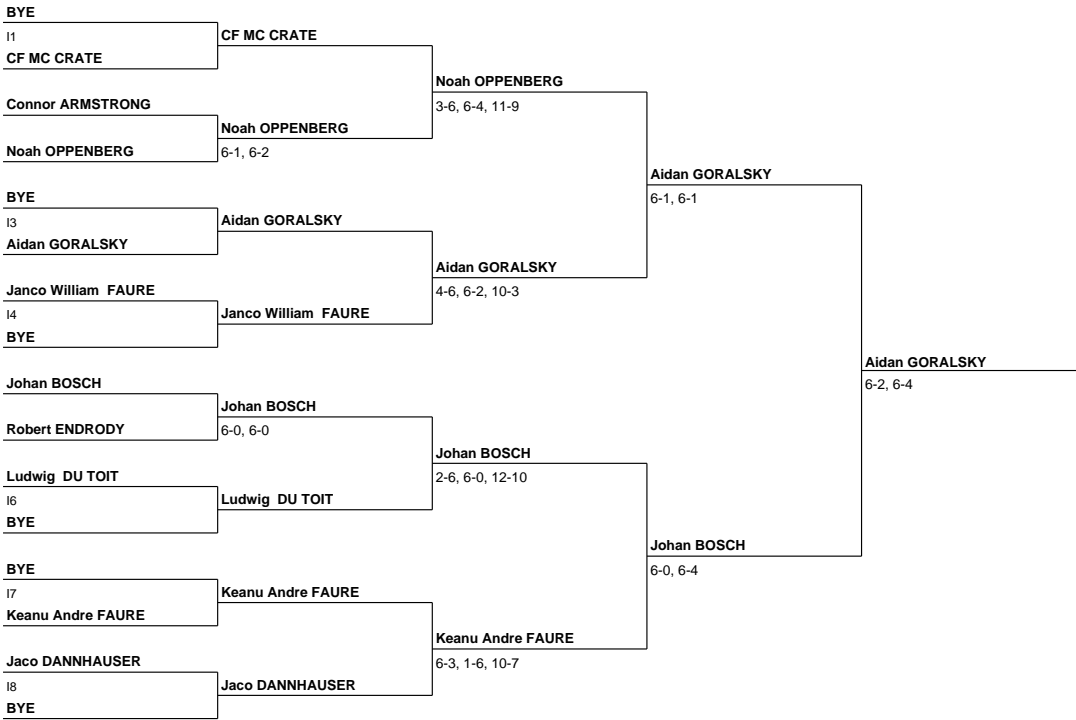 BYE
I1
CF MC CRATE
CF MC CRATE
Connor ARMSTRONG
Noah OPPENBERG
Noah OPPENBERG
6-1, 6-2
Noah OPPENBERG
3-6, 6-4, 11-9
BYE
I3
Aidan GORALSKY
Aidan GORALSKY
Janco William  FAURE
I4
BYE
Janco William  FAURE
Aidan GORALSKY
4-6, 6-2, 10-3
Aidan GORALSKY
6-1, 6-1
Johan BOSCH
Robert ENDRODY
Johan BOSCH
6-0, 6-0
Ludwig  DU TOIT
I6
BYE
Ludwig  DU TOIT
Johan BOSCH
2-6, 6-0, 12-10
BYE
I7
Keanu Andre FAURE
Keanu Andre FAURE
Jaco DANNHAUSER
I8
BYE
Jaco DANNHAUSER
Keanu Andre FAURE
6-3, 1-6, 10-7
Johan BOSCH
6-0, 6-4
Aidan GORALSKY
6-2, 6-4